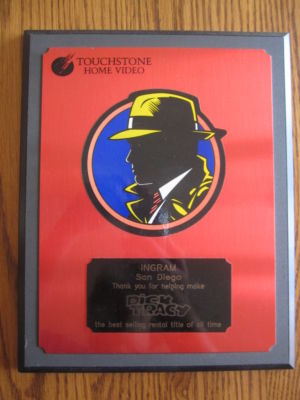 TOUCHSTONE
HOME VIDEO
INGRAM
San Diego
Thank you for helping make
DICK
TRACY
the best selling rental title of all time